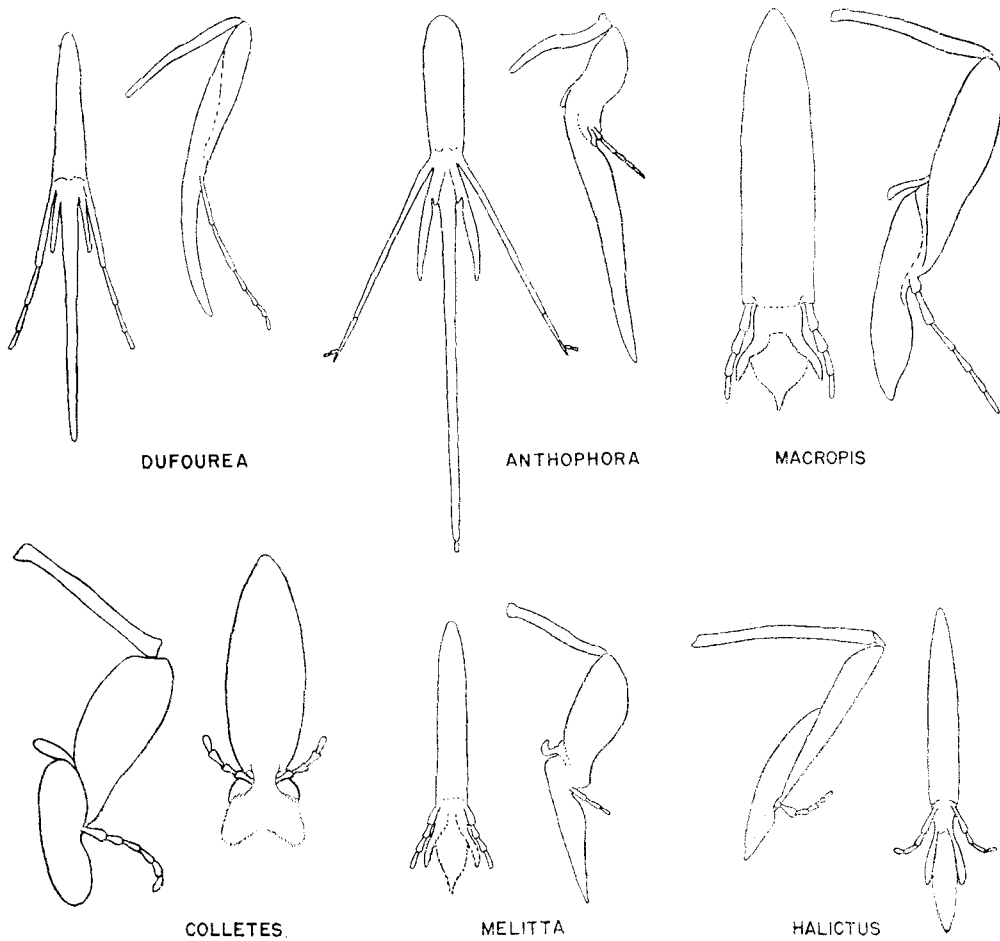 DUFOUREA
ANTHOPHORA
MACROPIS
COLLETES.
MELITTA
HALICTUS